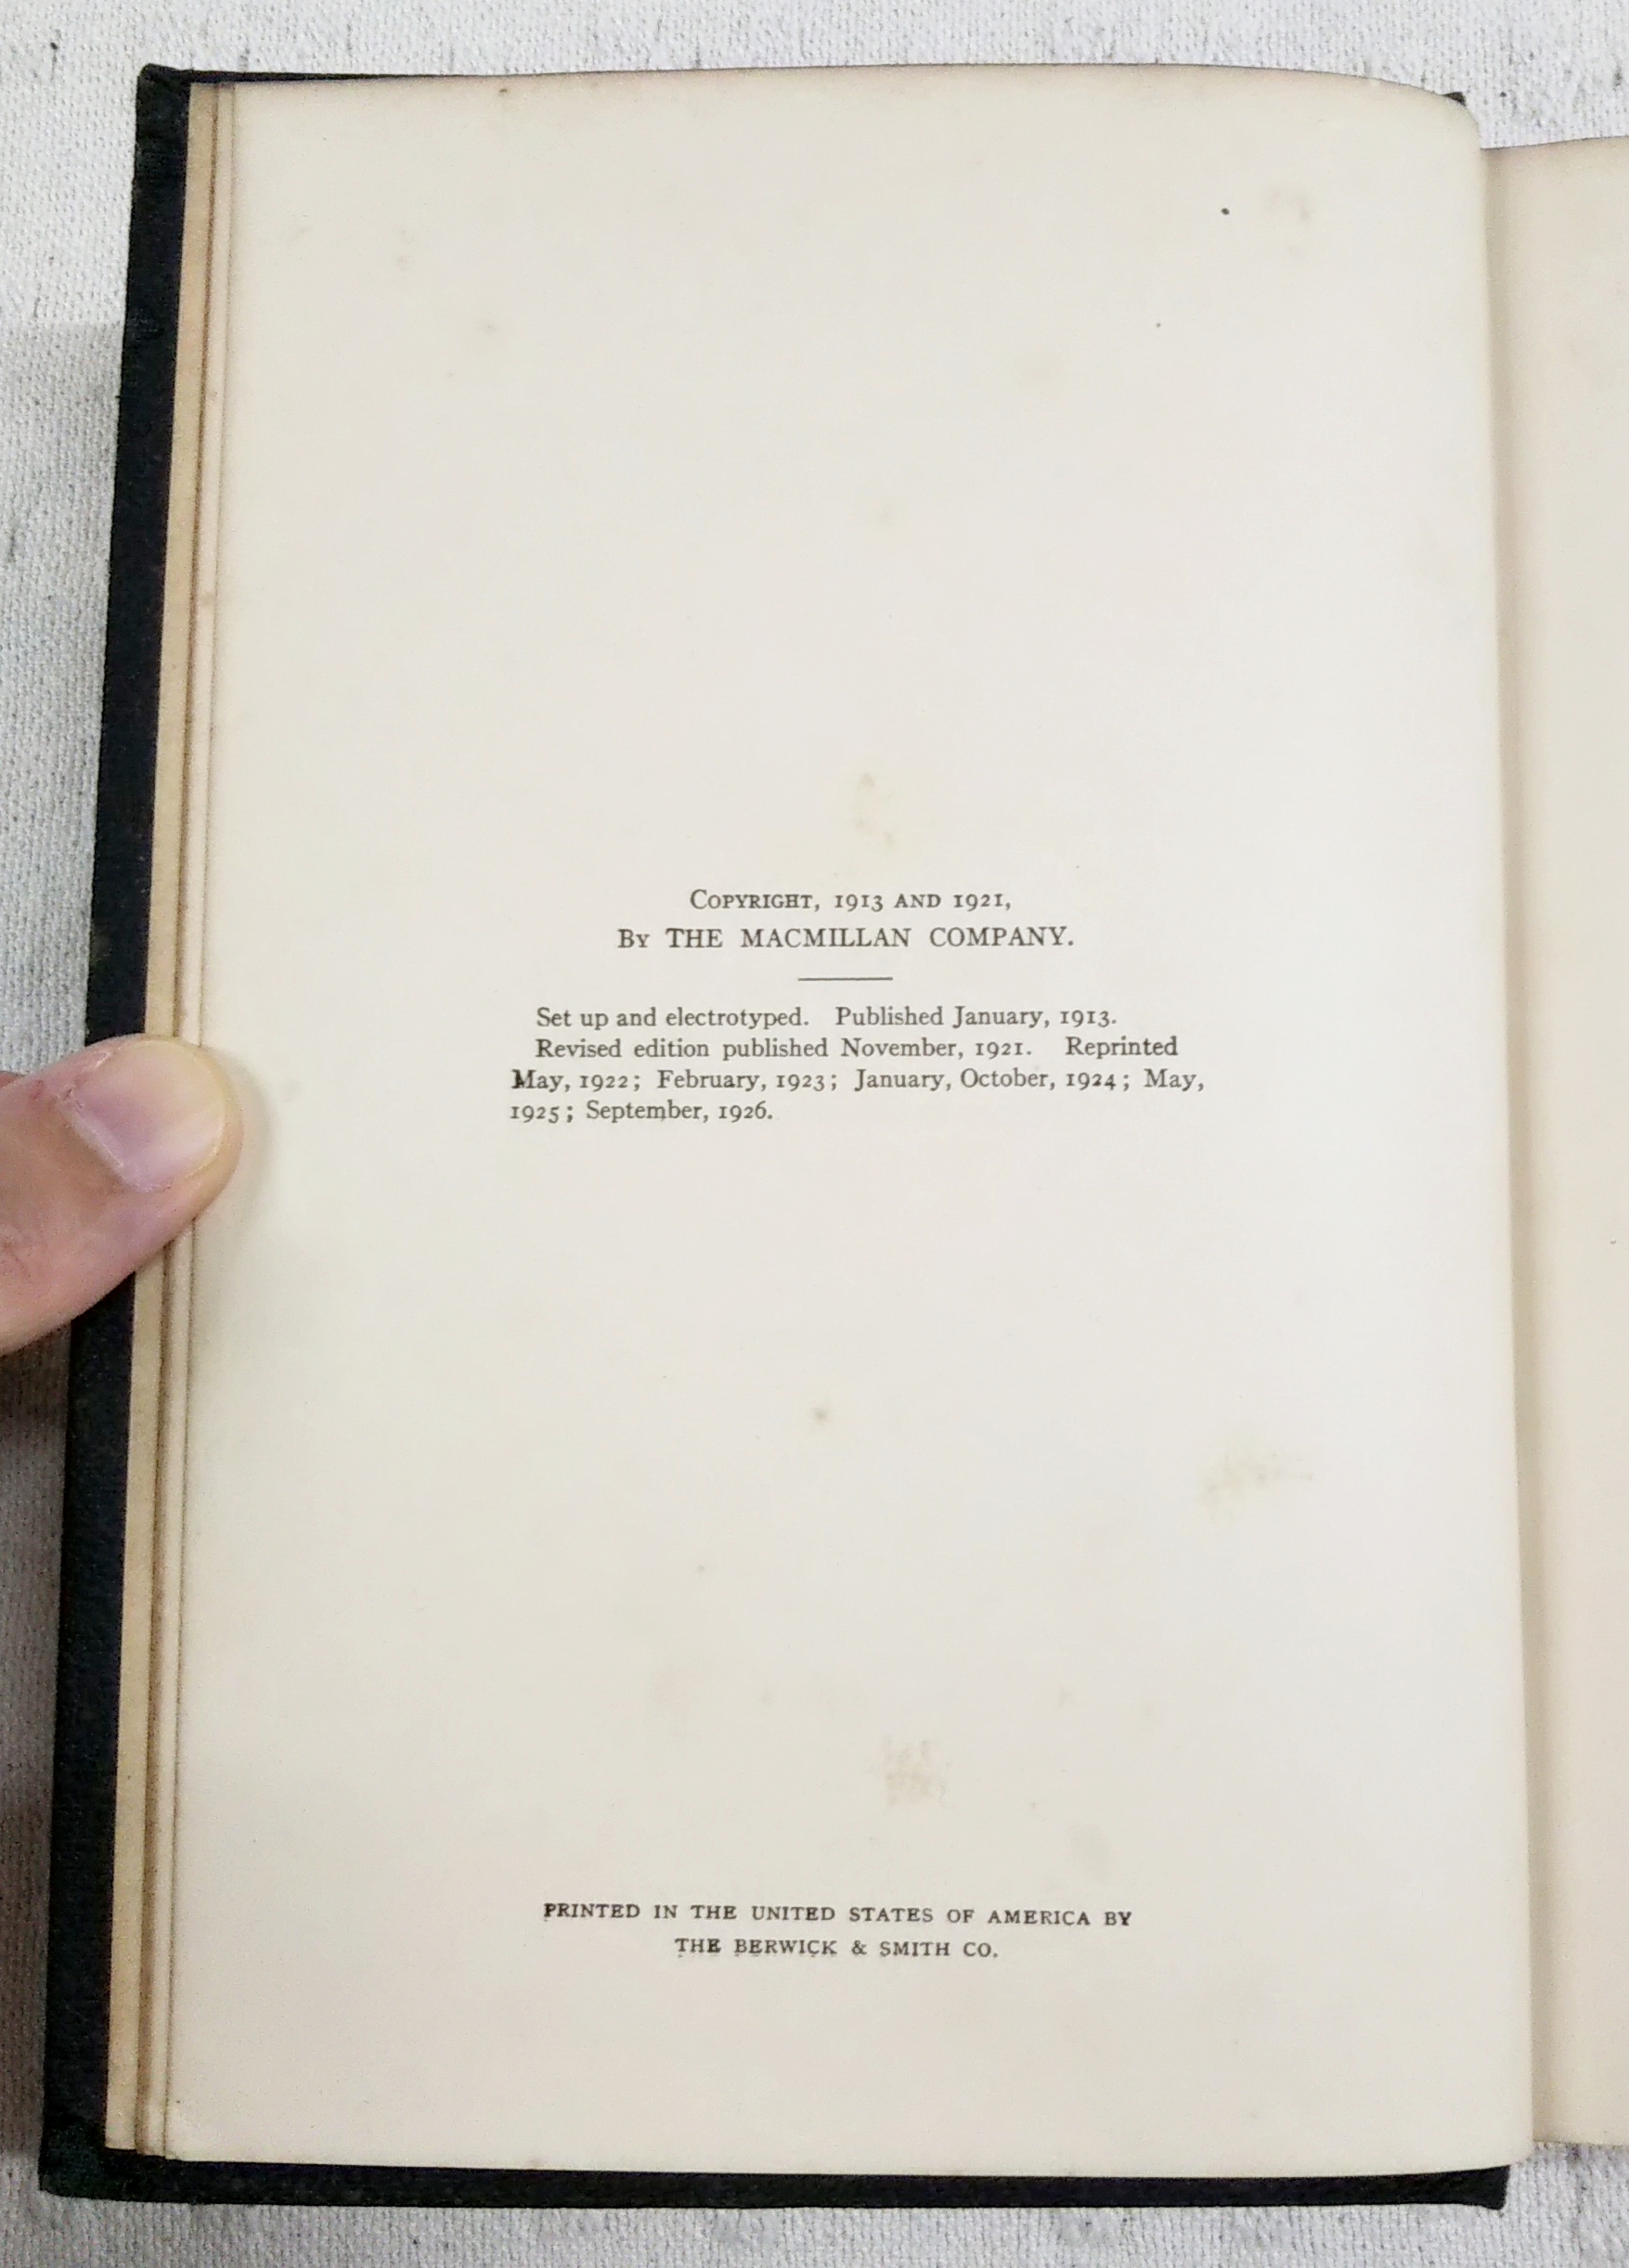 Copyright, 1913 and 1921,
By THE MACMILLAN COMPANY.
Set up and electrotyped. Published January, 1913.
Revised edition published November, 1921. Reprinted
May, 1922; February, 1923; January, October, 1924; May,
1925; September, 1926.
PRINTED IN THE UNITED STATES OF AMERICA BY
THE BERWICK & SMITH CO.